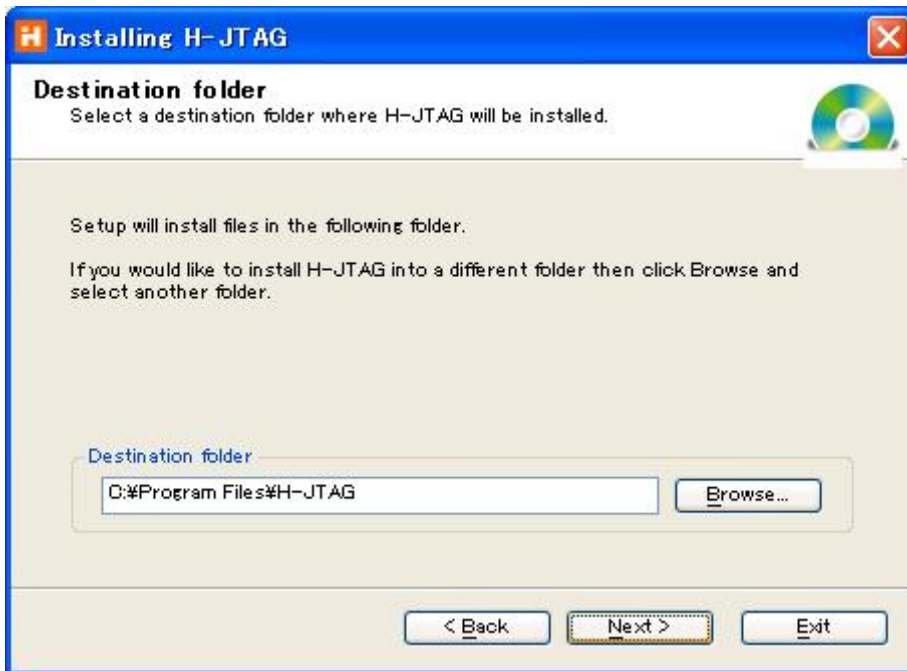 Installing H-JTAG
Destination folder
Select a destination folder where H-JTAG will be installed.
Setup will install files in the following folder.
If you would like to install H-JTAG into a different folder then click Browse and
select another folder.
Destination folder
C:¥Program Files¥H-JTAG
Browse...
< Back
Next >
Exit